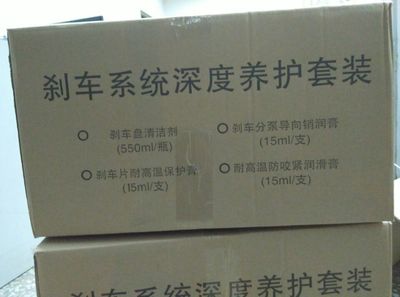 刹车系统深度养护套装
刹车盘清洁剂
(550ml/瓶)
刹车分泵导向销润膏
(15ml/支)
刹车片耐高温保护膏
(15ml/支)
耐高温防咬紧润滑膏
(15ml/支)
刹车系统深度养护套装